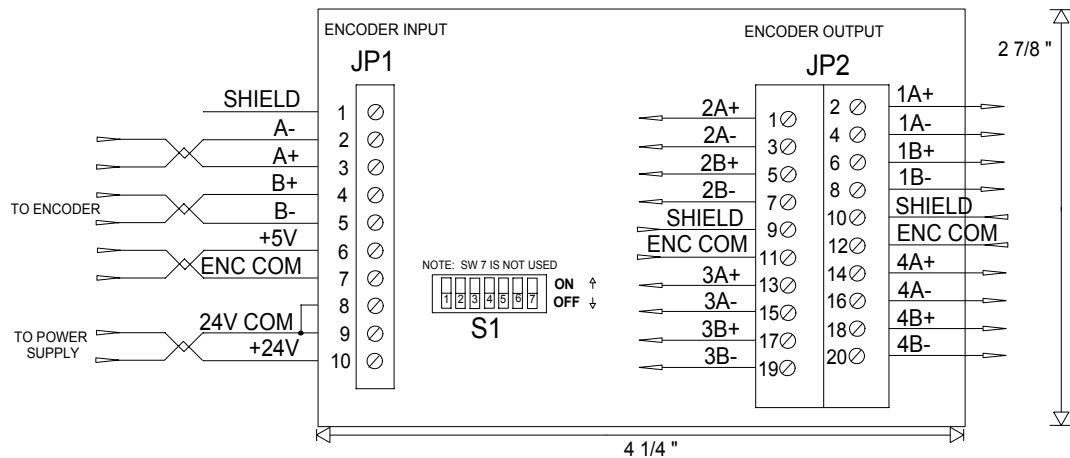 ENCODER INPUT
JP1
SHIELD 1
A- 2
A+ 3
B+ 4
B- 5
+5V 6
ENC COM 7
8
24V COM 9
+24V 10
TO ENCODER
TO POWER
SUPPLY
NOTE: SW 7 IS NOT USED
1 2 3 4 5 6 7
ON
OFF
S1
ENCODER OUTPUT
JP2
2A+ 1
2A- 3
2B+ 5
2B- 7
SHIELD 9
ENC COM 11
3A+ 13
3A- 15
3B+ 17
3B- 19
2 1A+
4 1A-
6 1B+
8 1B-
10 SHIELD
12 ENC COM
14 4A+
16 4A-
18 4B+
20 4B-
2 7/8 "
4 1/4 "